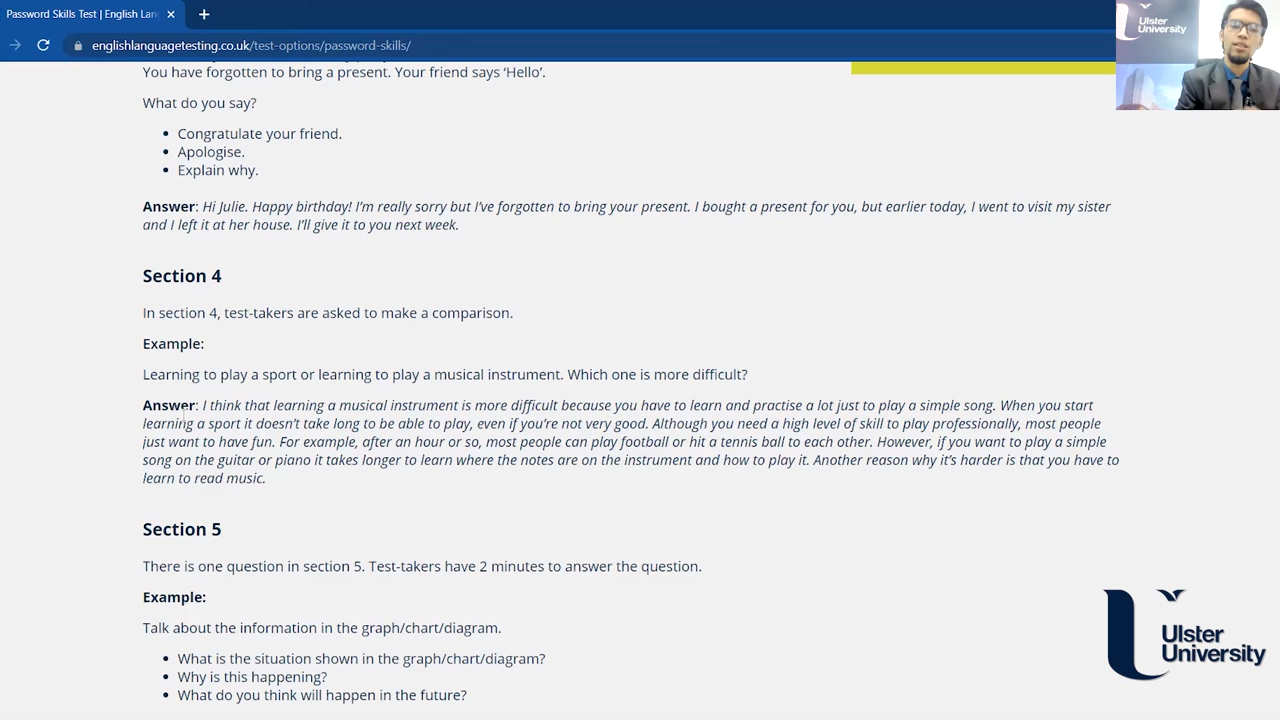 Password Skills Test | English Lan
englishlanguagetesting.co.uk/test-options/password-skills/
Ulster
University
You have forgotten to bring a present. Your friend says ‘Hello’.
What do you say?
• Congratulate your friend.
• Apologise.
• Explain why.
Answer: Hi Julie. Happy birthday! I’m really sorry but I’ve forgotten to bring your present. I bought a present for you, but earlier today, I went to visit my sister
and I left it at her house. I’ll give it to you next week.
Section 4
In section 4, test-takers are asked to make a comparison.
Example:
Learning to play a sport or learning to play a musical instrument. Which one is more difficult?
Answer: I think that learning a musical instrument is more difficult because you have to learn and practise a lot just to play a simple song. When you start
learning a sport it doesn’t take long to be able to play, even if you’re not very good. Although you need a high level of skill to play professionally, most people
just want to have fun. For example, after an hour or so, most people can play football or hit a tennis ball to each other. However, if you want to play a simple
song on the guitar or piano it takes longer to learn where the notes are on the instrument and how to play it. Another reason why it’s harder is that you have to
learn to read music.
Section 5
There is one question in section 5. Test-takers have 2 minutes to answer the question.
Example:
Talk about the information in the graph/chart/diagram.
• What is the situation shown in the graph/chart/diagram?
• Why is this happening?
• What do you think will happen in the future?
Ulster
University